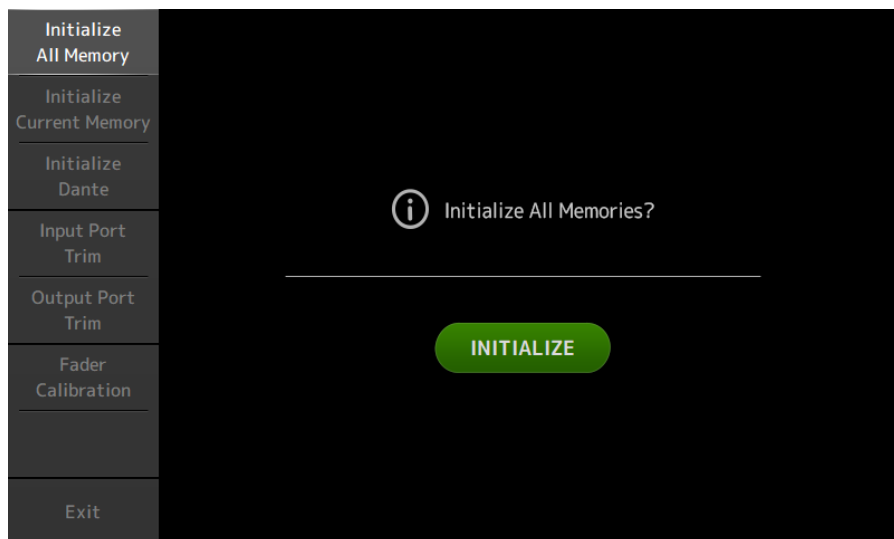 Initialize
All Memory
Initialize
Current Memory
Initialize
Dante
Input Port
Trim
Output Port
Trim
Fader
Calibration
Exit
Initialize All Memories?
INITIALIZE